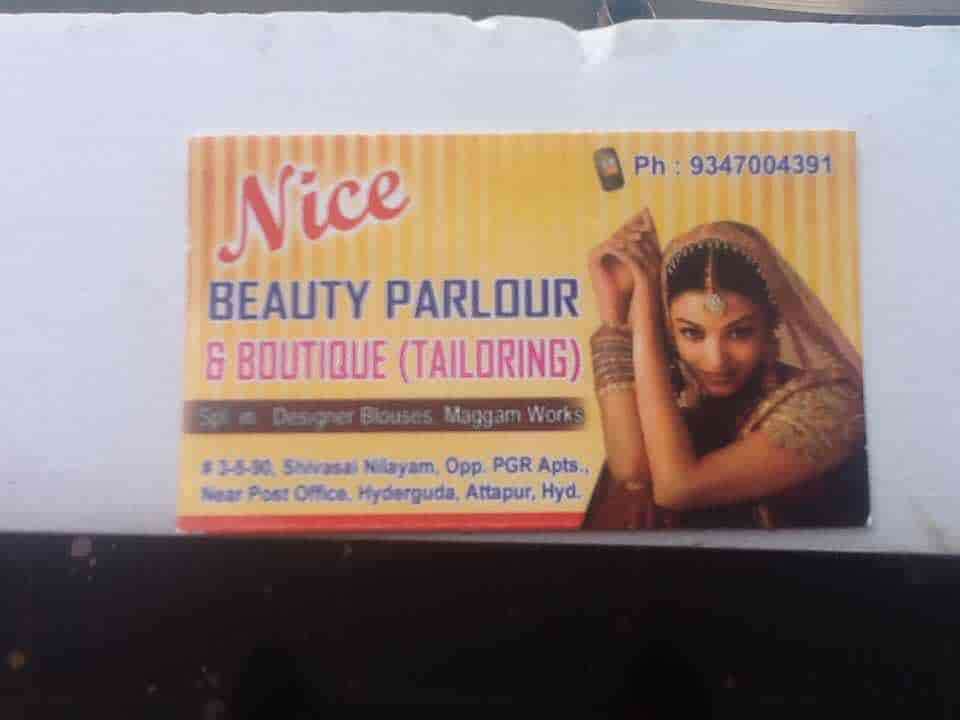 Nice
Ph : 9347004391
BEAUTY PARLOUR
& BOUTIQUE (TAILORING)
Spl in Designer Blouses, Maggam Works
# 3-5-90, Shivasai Nilayam, Opp. PGR Apts.,
Near Post Office, Hyderguda, Attapur, Hyd.